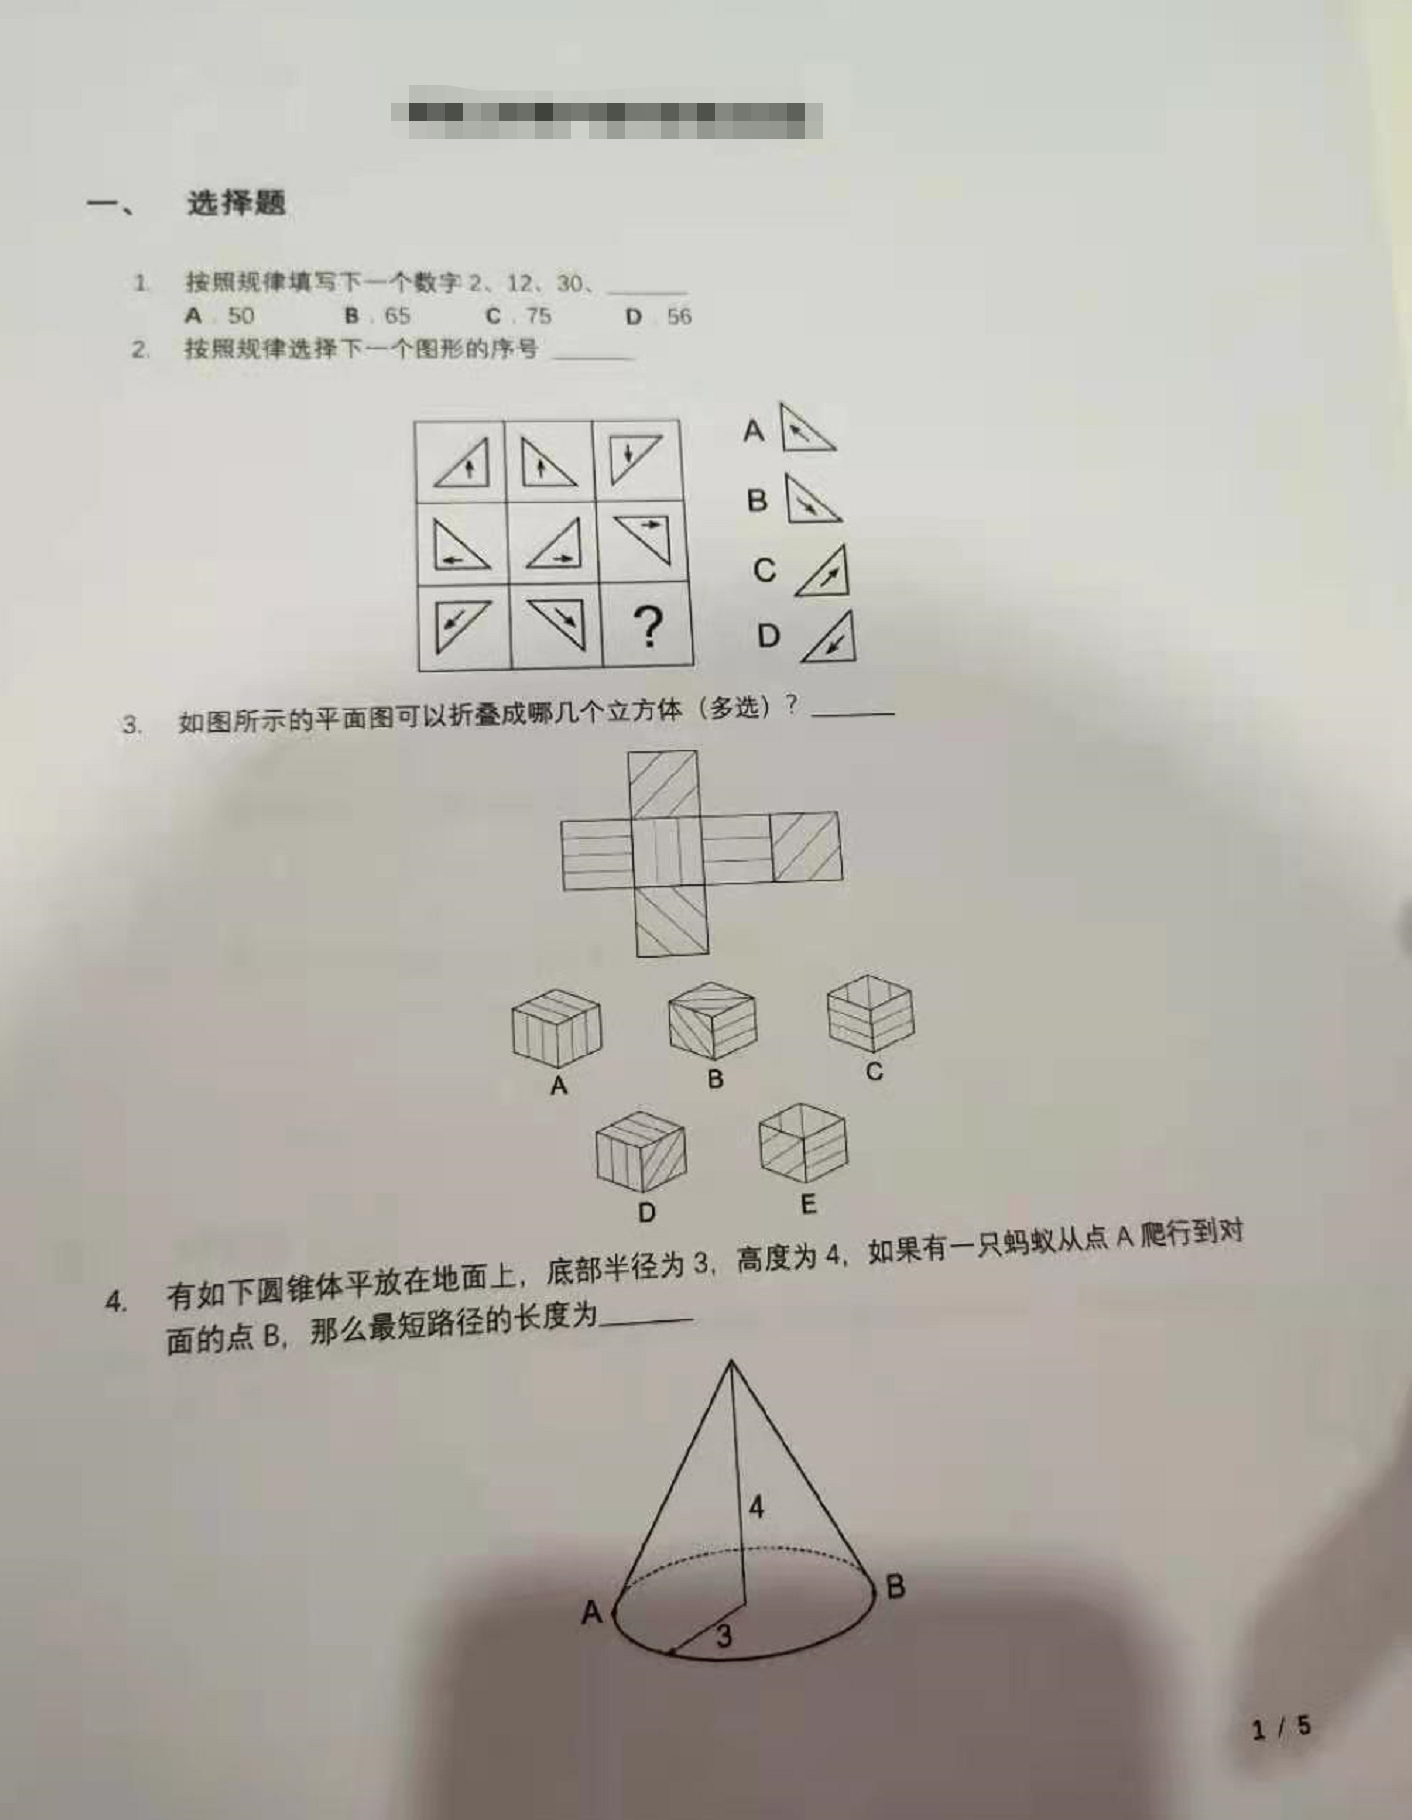 一、 选择题
1. 按照规律填写下一个数字 2、12、30、______
A . 50 B . 65 C . 75 D . 56
2. 按照规律选择下一个图形的序号 ______
A
B
C
D
?
3. 如图所示的平面图可以折叠成哪几个立方体（多选）? ______
A
B
C
D
E
4. 有如下圆锥体平放在地面上，底部半径为 3，高度为 4，如果有一只蚂蚁从点 A 爬行到对
面的点 B，那么最短路径的长度为______
4
A
B
3
1 / 5